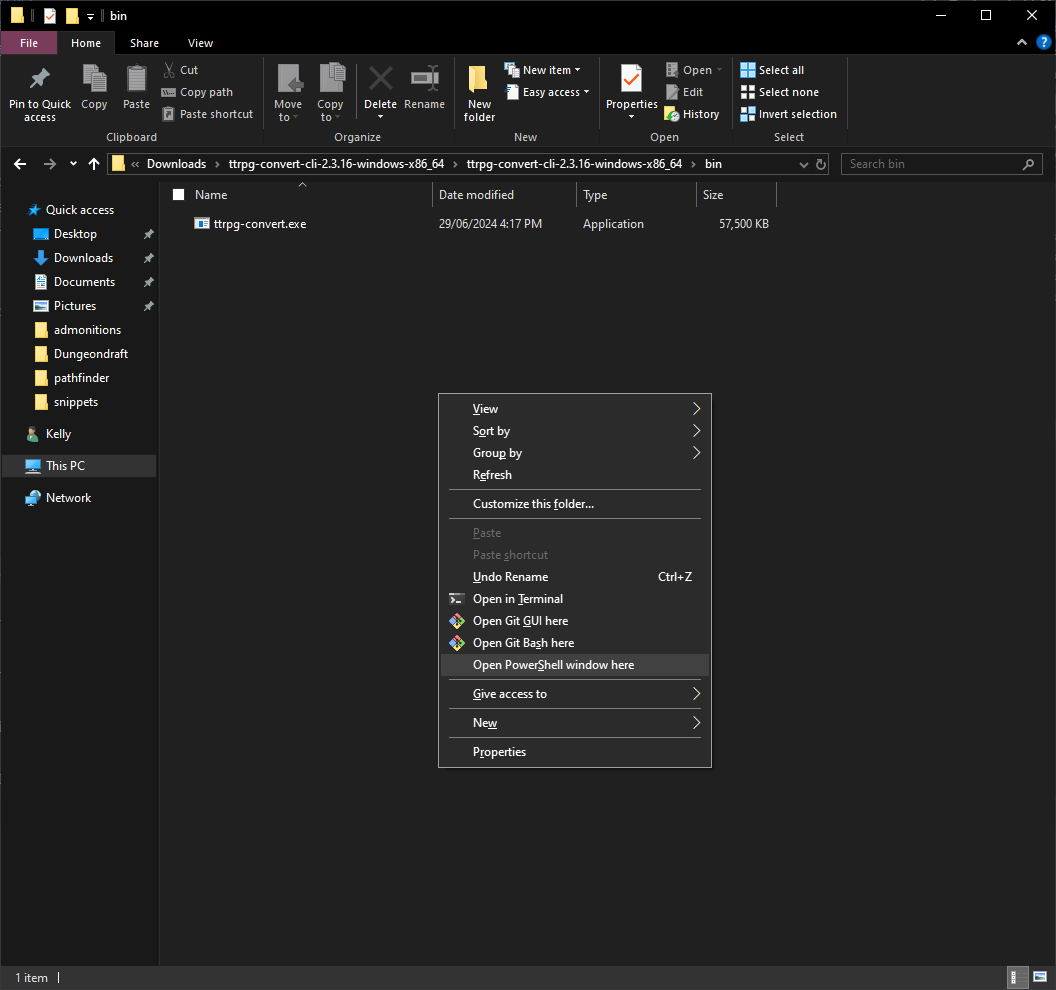 bin
File Home Share View
Pin to Quick access
Copy
Paste
Cut
Copy path
Paste shortcut
Clipboard
Move to
Copy to
Delete
Rename
Organize
New folder
New item
Easy access
New
Properties
Open
Edit
History
Open
Select all
Select none
Invert selection
Select
« Downloads > ttrpg-convert-cli-2.3.16-windows-x86_64 > ttrpg-convert-cli-2.3.16-windows-x86_64 > bin
Search bin
Name Date modified Type Size
ttrpg-convert.exe 29/06/2024 4:17 PM Application 57,500 KB
Quick access
Desktop
Downloads
Documents
Pictures
admonitions
Dungeondraft
pathfinder
snippets
Kelly
This PC
Network
View
Sort by
Group by
Refresh
Customize this folder...
Paste
Paste shortcut
Undo Rename Ctrl+Z
Open in Terminal
Open Git GUI here
Open Git Bash here
Open PowerShell window here
Give access to
New
Properties
1 item